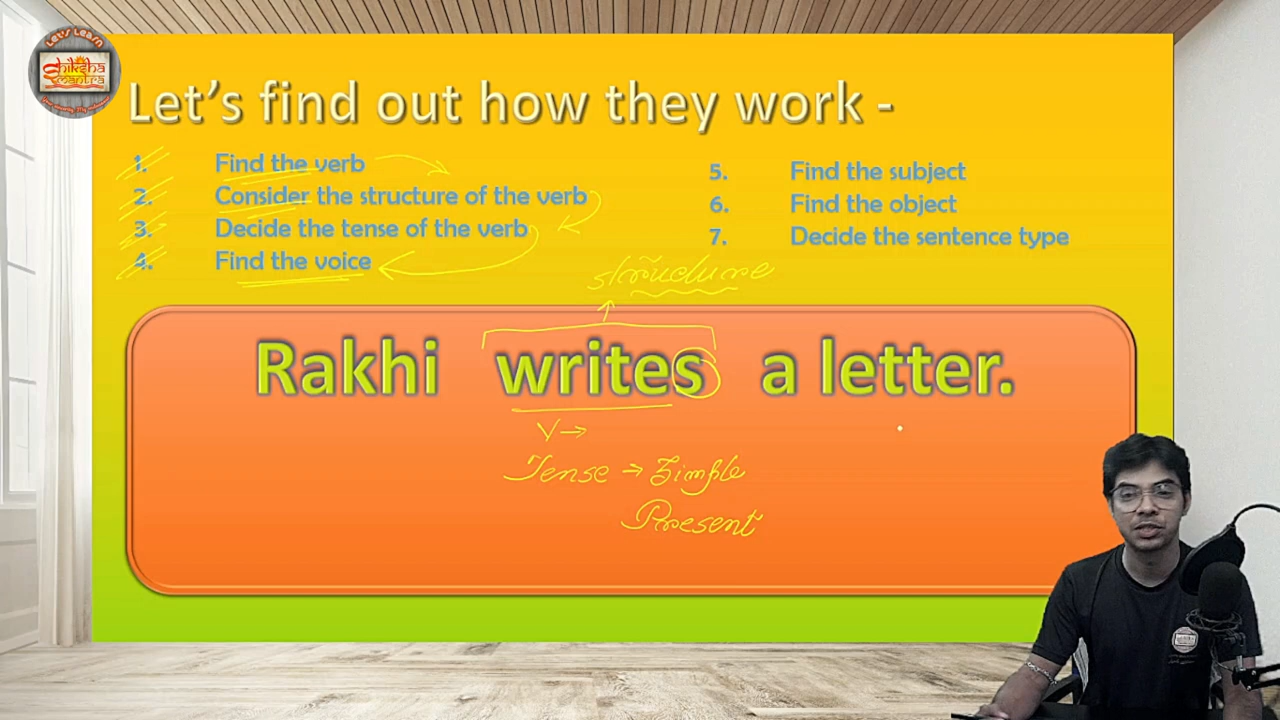 LET'S LEARN
Shiksha
mantra
Let's find out how they work -
1. Find the verb
2. Consider the structure of the verb
3. Decide the tense of the verb
4. Find the voice
5. Find the subject
6. Find the object
7. Decide the sentence type
structure
Rakhi writes a letter.
V →
Tense → Simple
Present